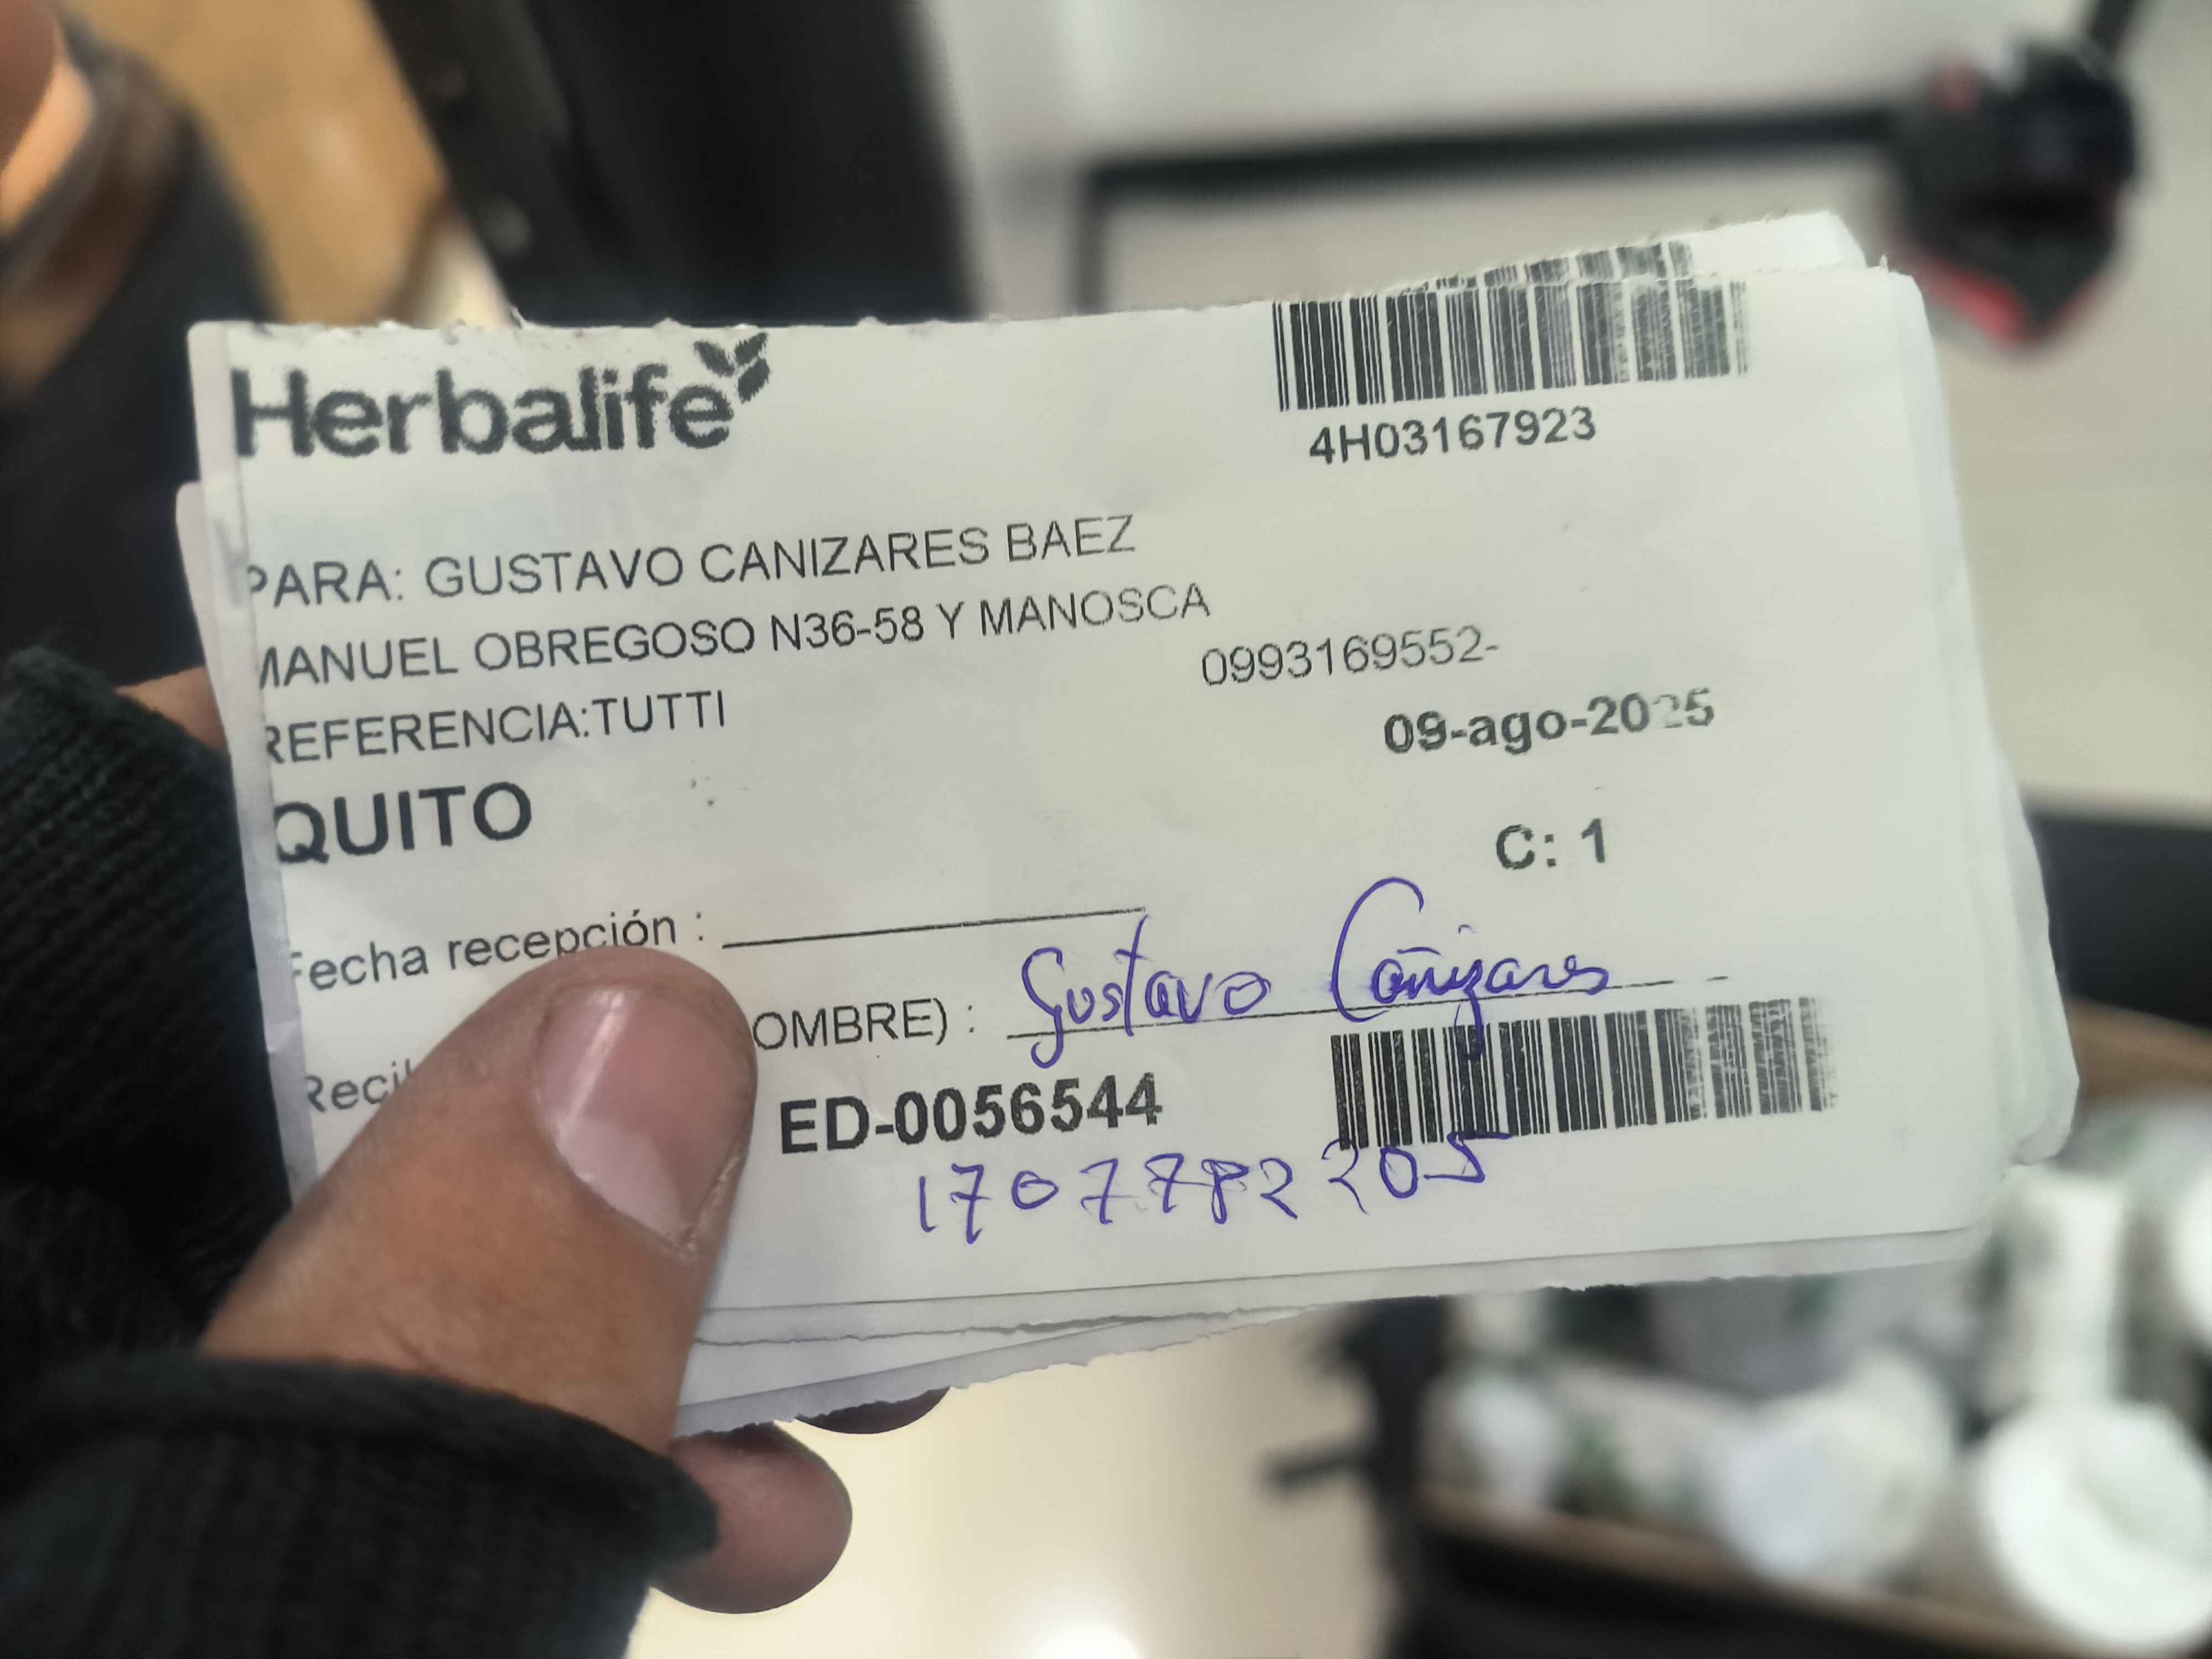 Herbalife
4H03167923
PARA: GUSTAVO CANIZARES BAEZ
MANUEL OBREGOSO N36-58 Y MANOSCA
0993169552-
REFERENCIA:TUTTI
09-ago-2025
QUITO
C: 1
Fecha recepción :
OMBRE) : Gustavo Cañizares
ED-0056544
1707782205